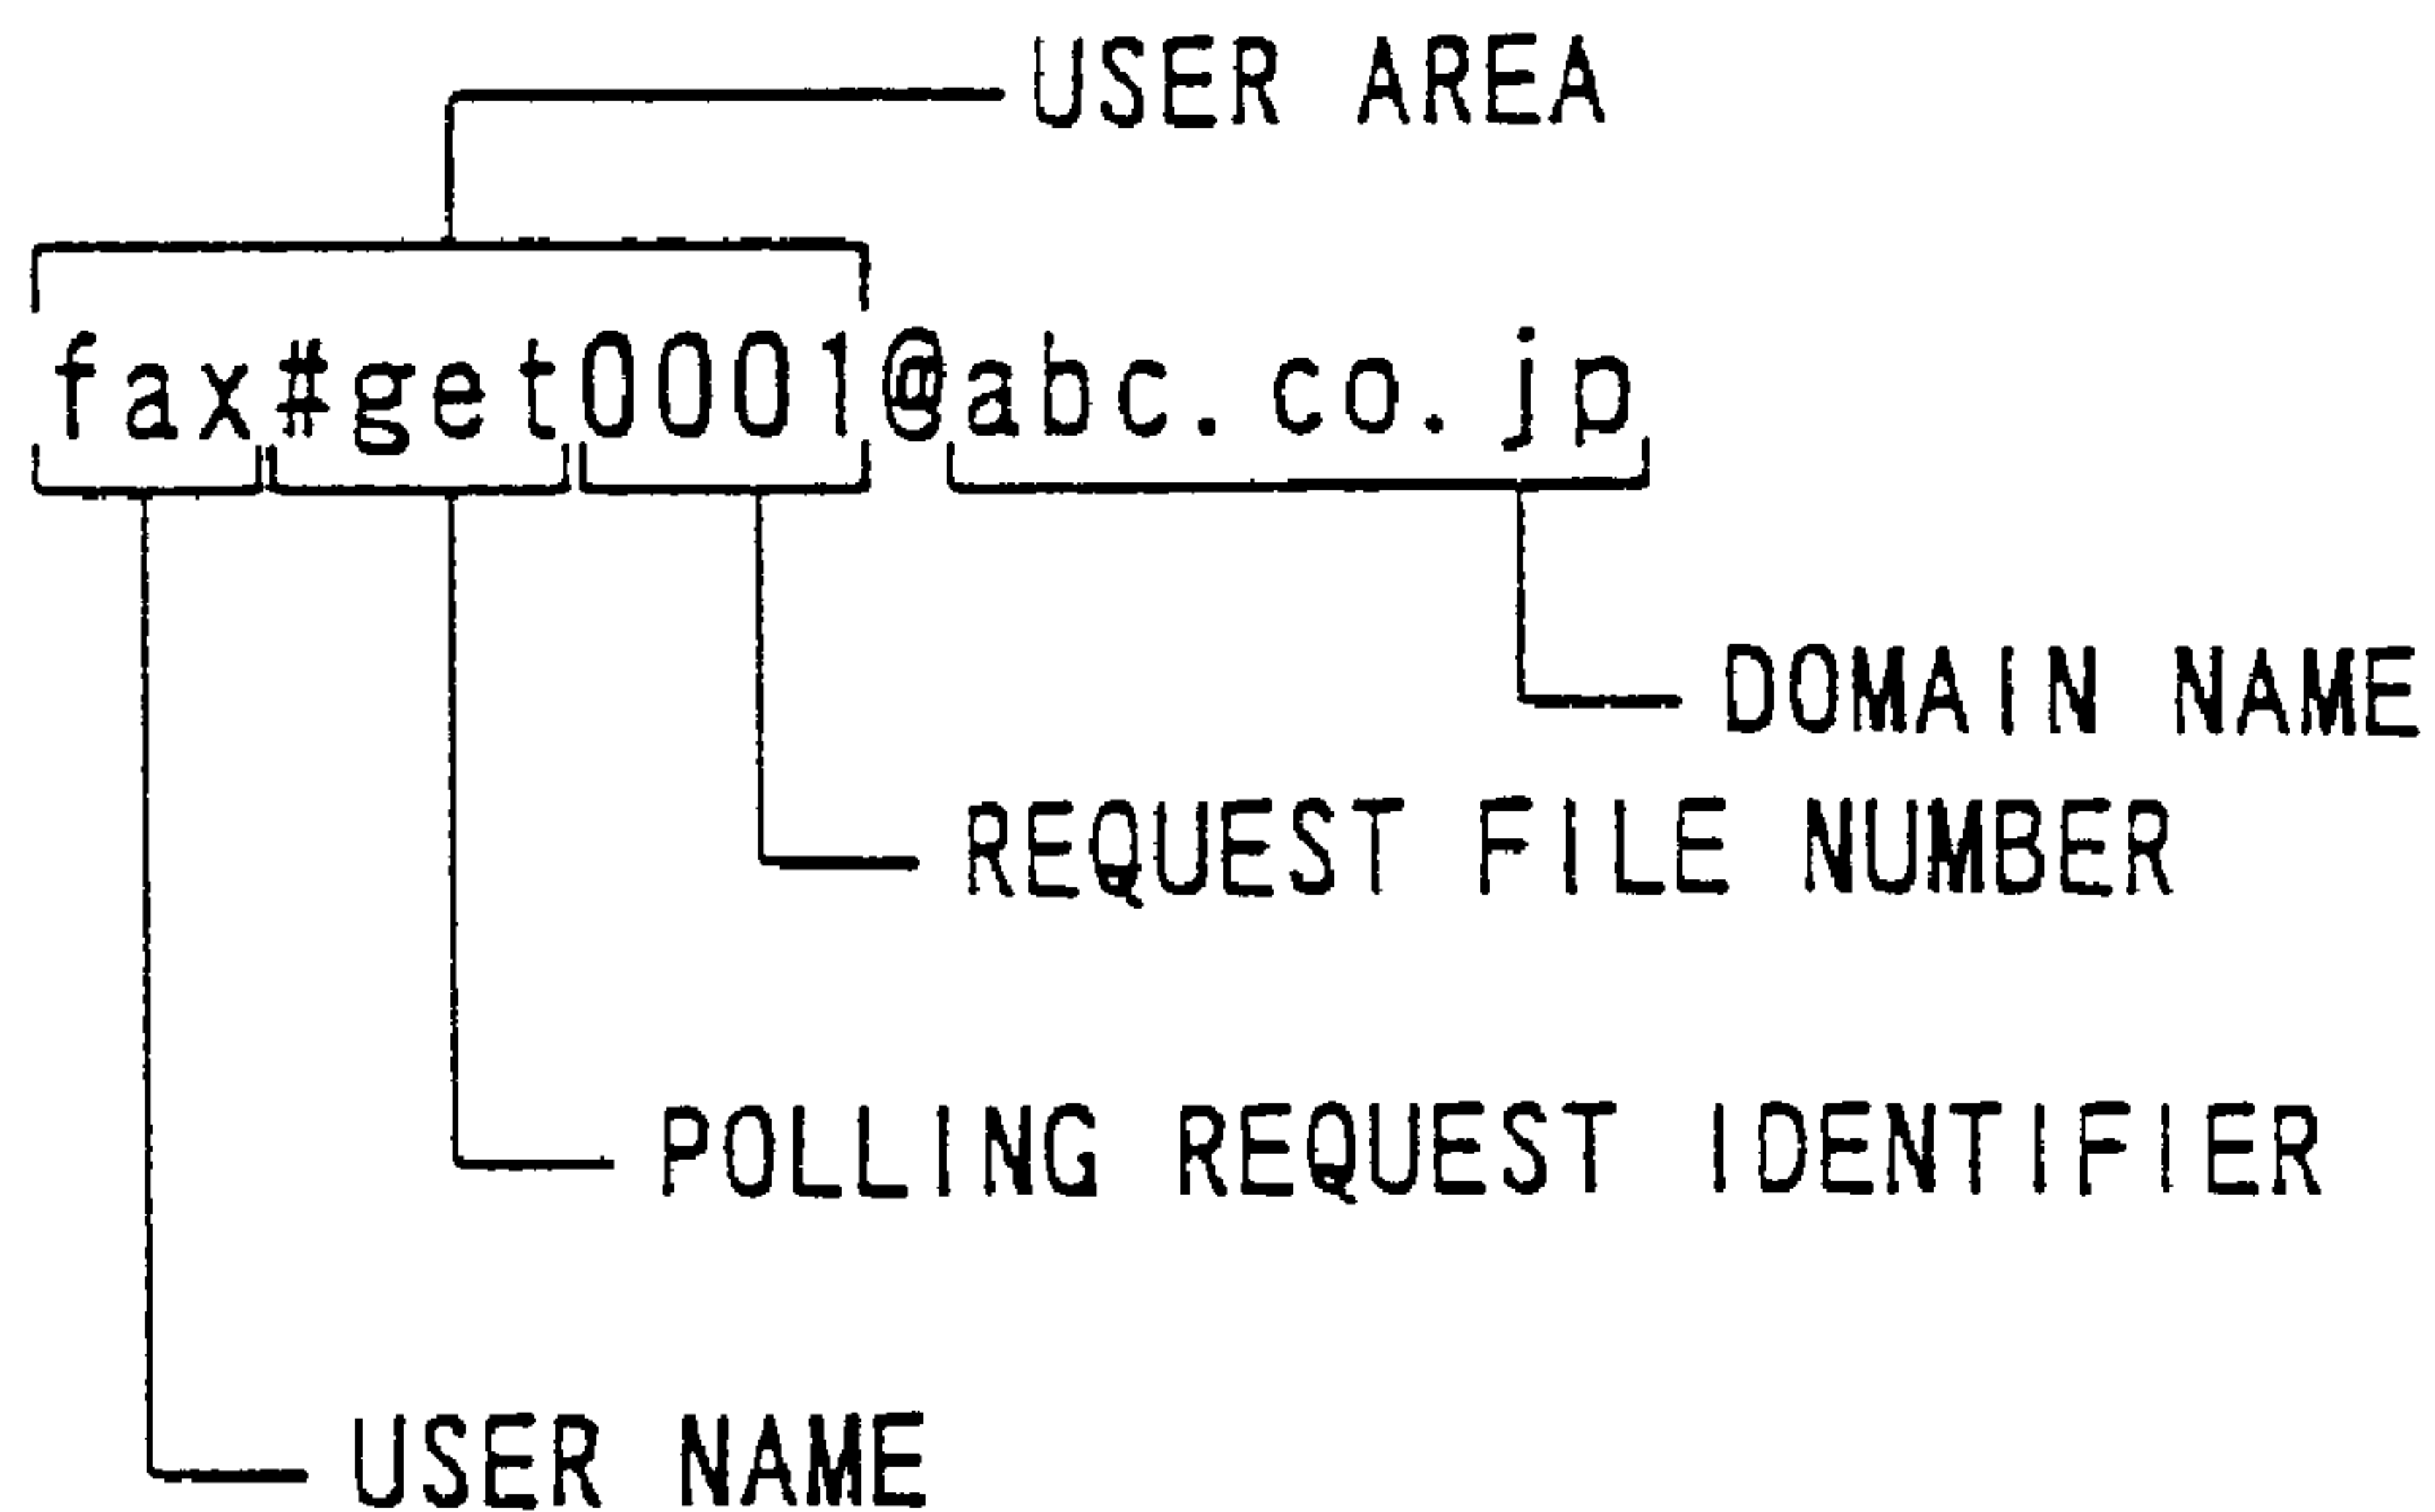 USER AREA
fax#get0001@abc.co.jp
DOMAIN NAME
REQUEST FILE NUMBER
POLLING REQUEST IDENTIFIER
USER NAME